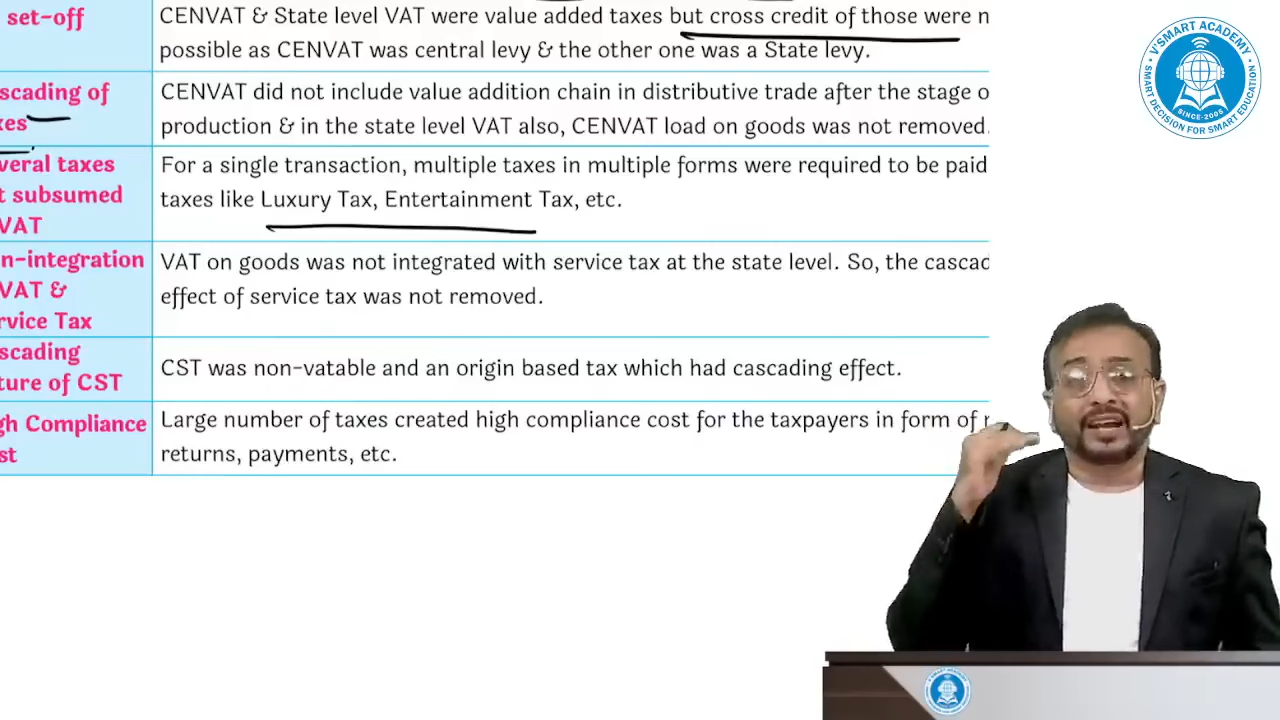 set-off
CENVAT & State level VAT were value added taxes but cross credit of those were
possible as CENVAT was central levy & the other one was a State levy.
scading of
xes
CENVAT did not include value addition chain in distributive trade after the stage o
production & in the state level VAT also, CENVAT load on goods was not removed.
veral taxes
t subsumed
VAT
For a single transaction, multiple taxes in multiple forms were required to be paid
taxes like Luxury Tax, Entertainment Tax, etc.
n-integration
VAT &
rvice Tax
VAT on goods was not integrated with service tax at the state level. So, the cascad
effect of service tax was not removed.
scading
ture of CST
CST was non-vatable and an origin based tax which had cascading effect.
gh Compliance
st
Large number of taxes created high compliance cost for the taxpayers in form of
returns, payments, etc.
V'SMART ACADEMY
SINCE-2005
SMART DECISION FOR SMART EDUCATION